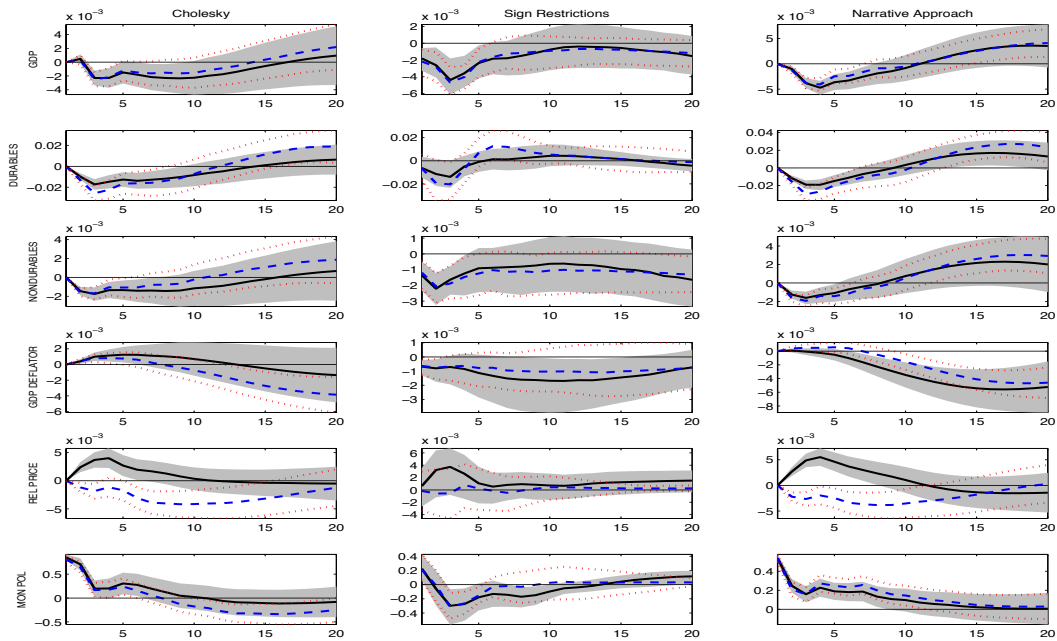 Cholesky Sign Restrictions Narrative Approach
x 10⁻³ x 10⁻³ x 10⁻³
GDP
4 2 0 −2 −4
2 0 −2 −4 −6
5 0 −5
5 10 15 20 5 10 15 20 5 10 15 20
DURABLES
0.02 0 −0.02
0.02 0 −0.02
0.04 0.02 0 −0.02
5 10 15 20 5 10 15 20 5 10 15 20
x 10⁻³ x 10⁻³ x 10⁻³
NONDURABLES
4 2 0 −2
1 0 −1 −2 −3
4 2 0 −2
5 10 15 20 5 10 15 20 5 10 15 20
x 10⁻³ x 10⁻³ x 10⁻³
GDP DEFLATOR
2 0 −2 −4 −6
1 0 −1 −2 −3
0 −2 −4 −6 −8
5 10 15 20 5 10 15 20 5 10 15 20
x 10⁻³ x 10⁻³ x 10⁻³
REL PRICE
5 0 −5
6 4 2 0 −2 −4
5 0 −5
5 10 15 20 5 10 15 20 5 10 15 20
MON POL
0.5 0 −0.5
0.4 0.2 0 −0.2 −0.4
0.4 0.2 0
5 10 15 20 5 10 15 20 5 10 15 20